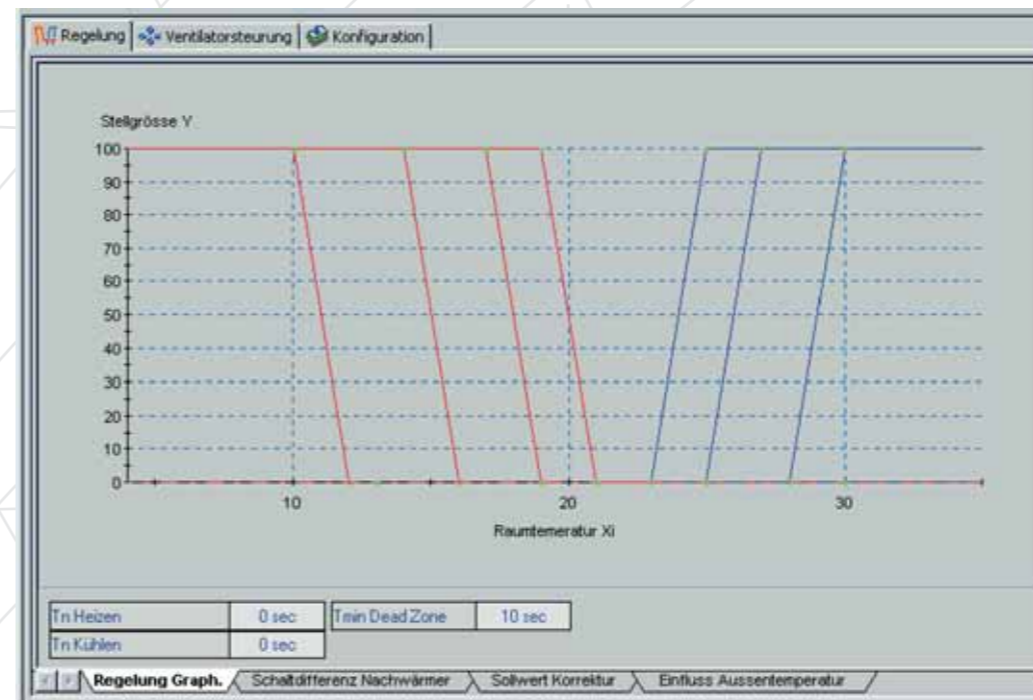 Regelung Ventilatorsteurung Konfiguration
Stellgrösse Y
100
90
80
70
60
50
40
30
20
10
0
10 20 30
Raumtemeratur Xi
Tn Heizen 0 sec Tmin Dead Zone 10 sec
Tn Kühlen 0 sec
Regelung Graph. Schaltdifferenz Nachwärmer Sollwert Korrektur Einfluss Aussentemperatur